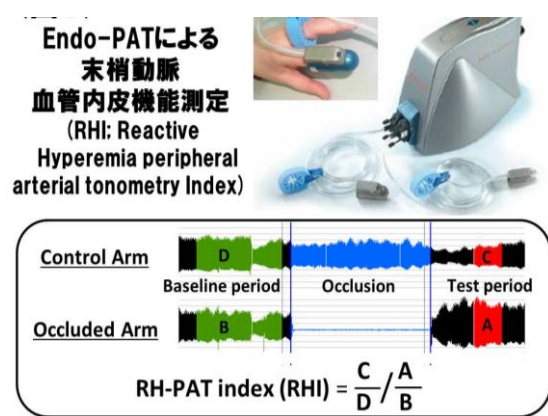 Endo-PATによる
末梢動脈
血管内皮機能測定
(RHI: Reactive
Hyperemia peripheral
arterial tonometry Index)
Control Arm
D
C
Baseline period
Occlusion
Test period
Occluded Arm
B
A
RH-PAT index (RHI) = C/D / A/B